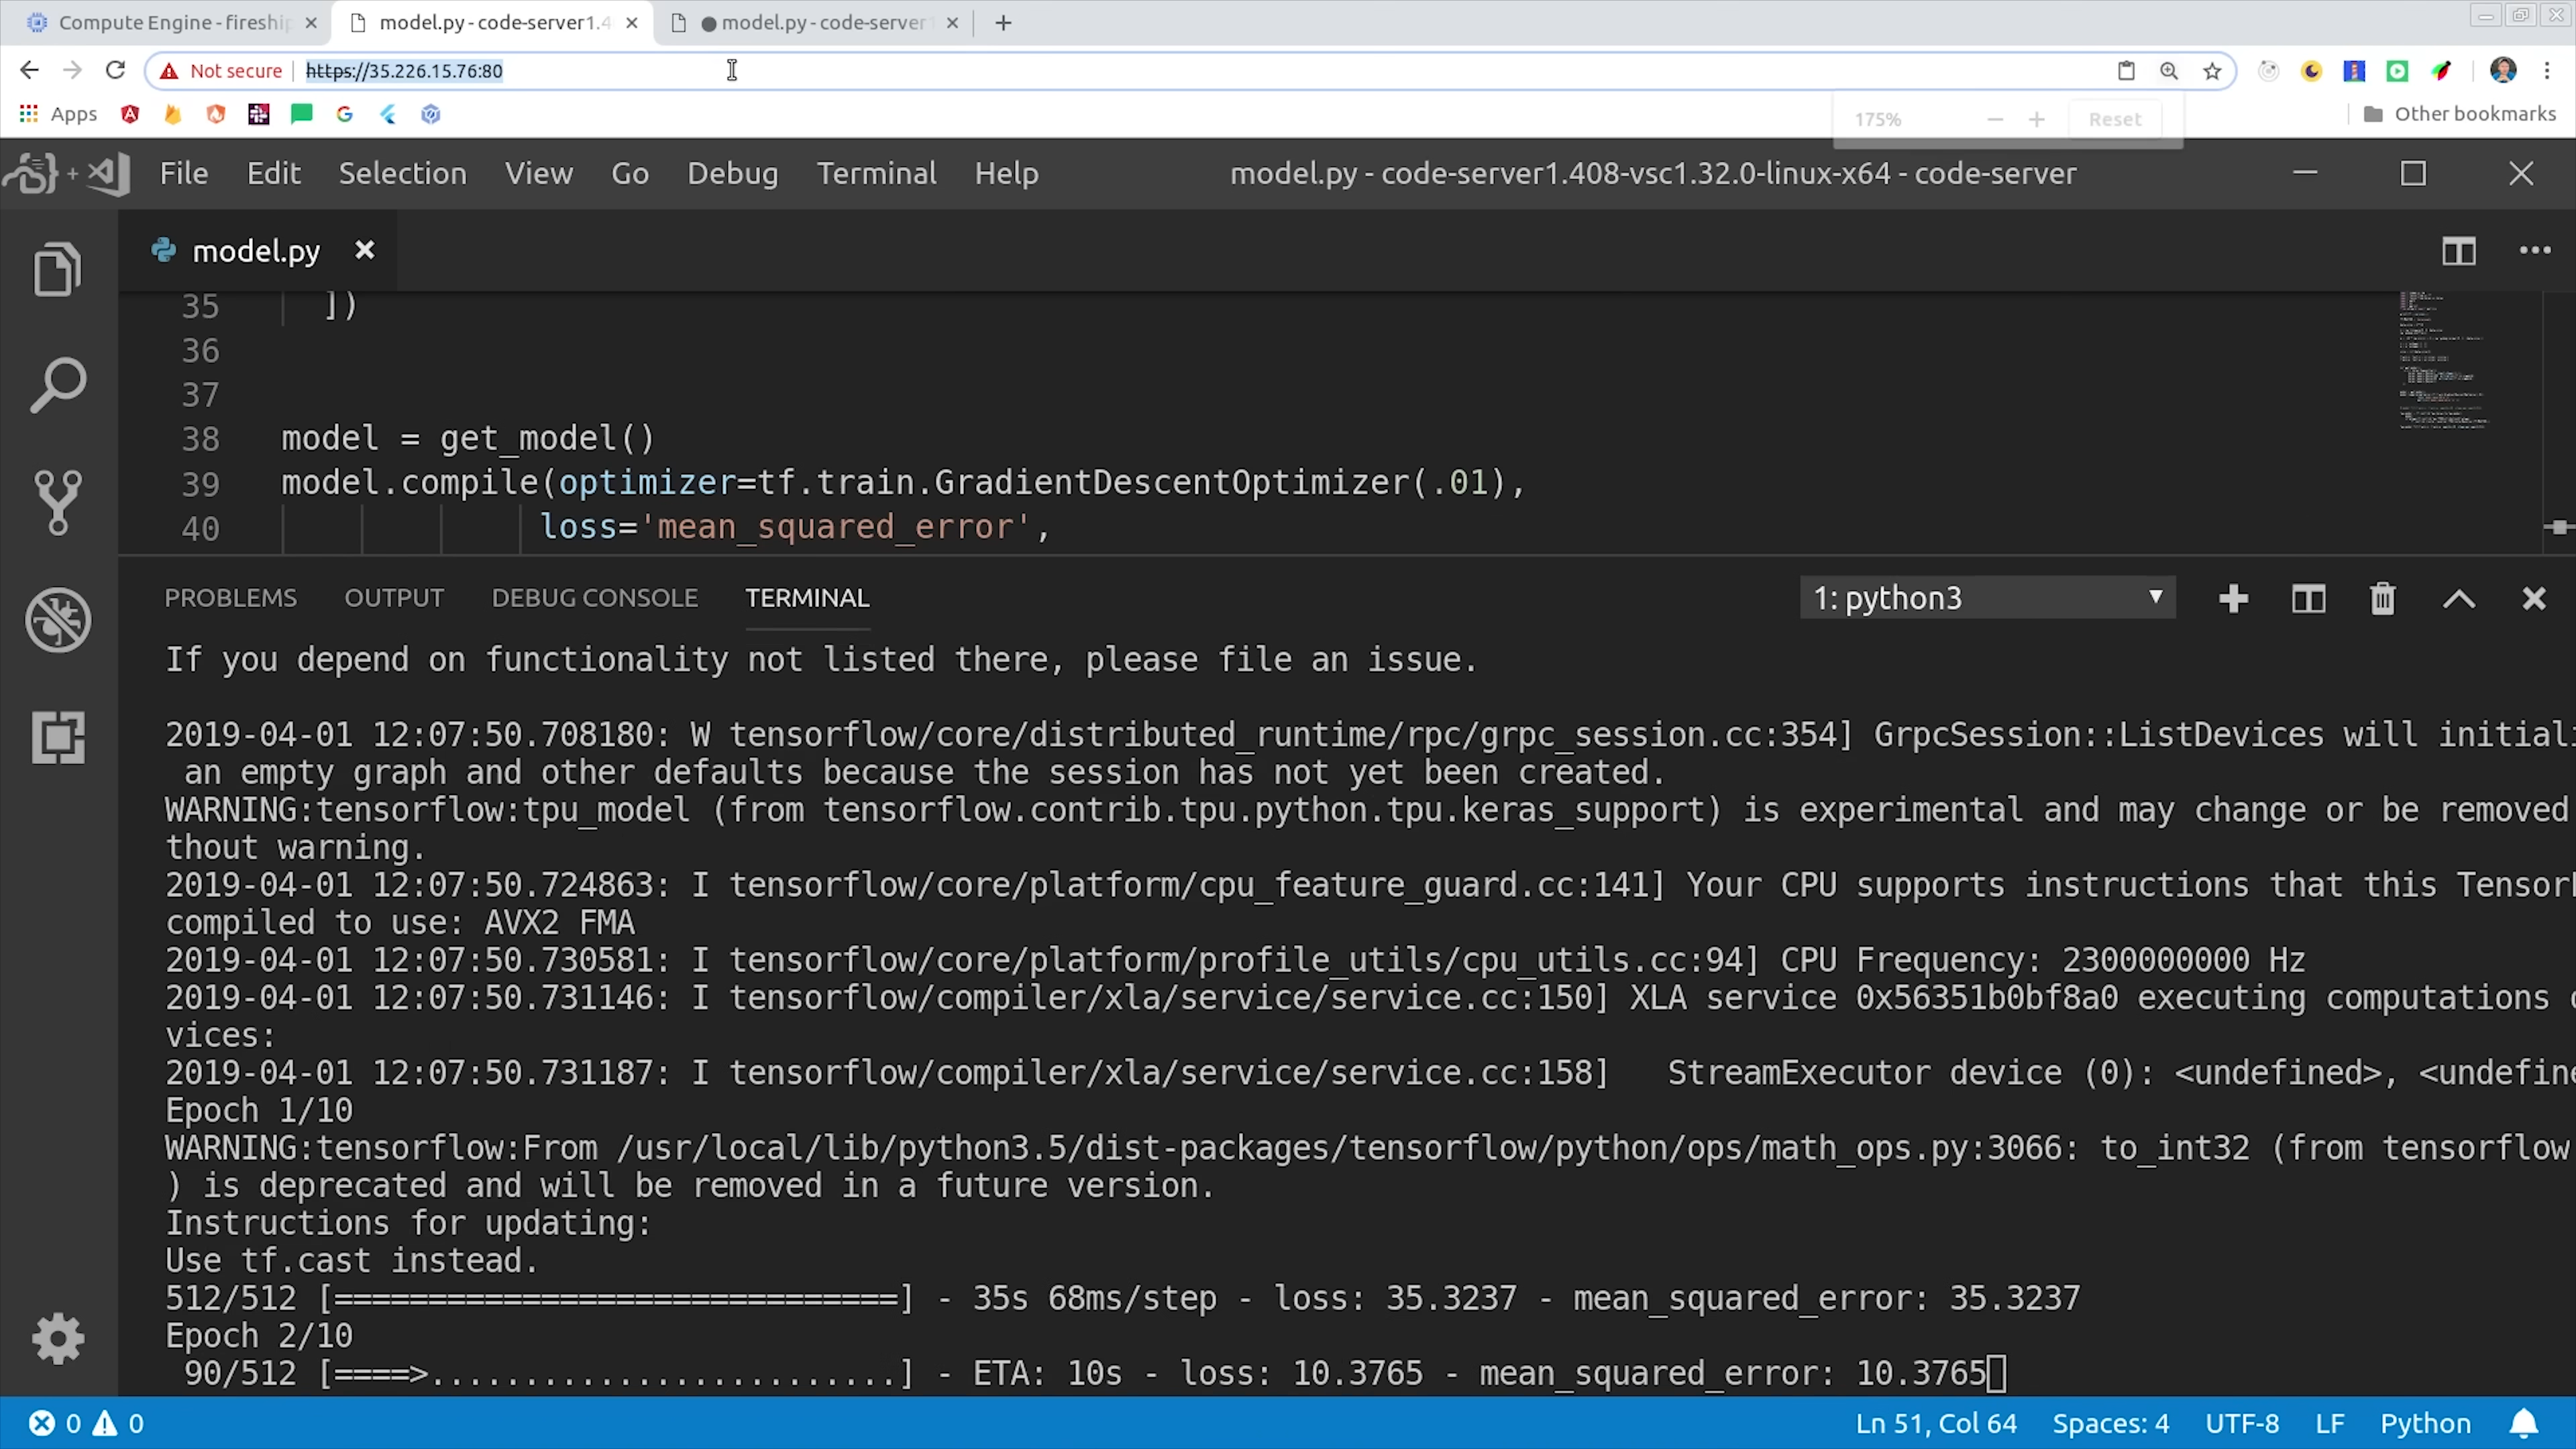 Compute Engine - fireship
model.py - code-server1.4
● model.py - code-server
Not secure
https://35.226.15.76:80
Apps
175%
Reset
Other bookmarks
File Edit Selection View Go Debug Terminal Help
model.py - code-server1.408-vsc1.32.0-linux-x64 - code-server
model.py
35 ])
36
37
38 model = get_model()
39 model.compile(optimizer=tf.train.GradientDescentOptimizer(.01),
40 loss='mean_squared_error',
PROBLEMS OUTPUT DEBUG CONSOLE TERMINAL
1: python3
If you depend on functionality not listed there, please file an issue.
2019-04-01 12:07:50.708180: W tensorflow/core/distributed_runtime/rpc/grpc_session.cc:354] GrpcSession::ListDevices will initiali
an empty graph and other defaults because the session has not yet been created.
WARNING:tensorflow:tpu_model (from tensorflow.contrib.tpu.python.tpu.keras_support) is experimental and may change or be removed
thout warning.
2019-04-01 12:07:50.724863: I tensorflow/core/platform/cpu_feature_guard.cc:141] Your CPU supports instructions that this Tensor
compiled to use: AVX2 FMA
2019-04-01 12:07:50.730581: I tensorflow/core/platform/profile_utils/cpu_utils.cc:94] CPU Frequency: 2300000000 Hz
2019-04-01 12:07:50.731146: I tensorflow/compiler/xla/service/service.cc:150] XLA service 0x56351b0bf8a0 executing computations
vices:
2019-04-01 12:07:50.731187: I tensorflow/compiler/xla/service/service.cc:158]   StreamExecutor device (0): <undefined>, <undefine
Epoch 1/10
WARNING:tensorflow:From /usr/local/lib/python3.5/dist-packages/tensorflow/python/ops/math_ops.py:3066: to_int32 (from tensorflow
) is deprecated and will be removed in a future version.
Instructions for updating:
Use tf.cast instead.
512/512 [==============================] - 35s 68ms/step - loss: 35.3237 - mean_squared_error: 35.3237
Epoch 2/10
90/512 [====>.........................] - ETA: 10s - loss: 10.3765 - mean_squared_error: 10.3765
0 0
Ln 51, Col 64 Spaces: 4 UTF-8 LF Python